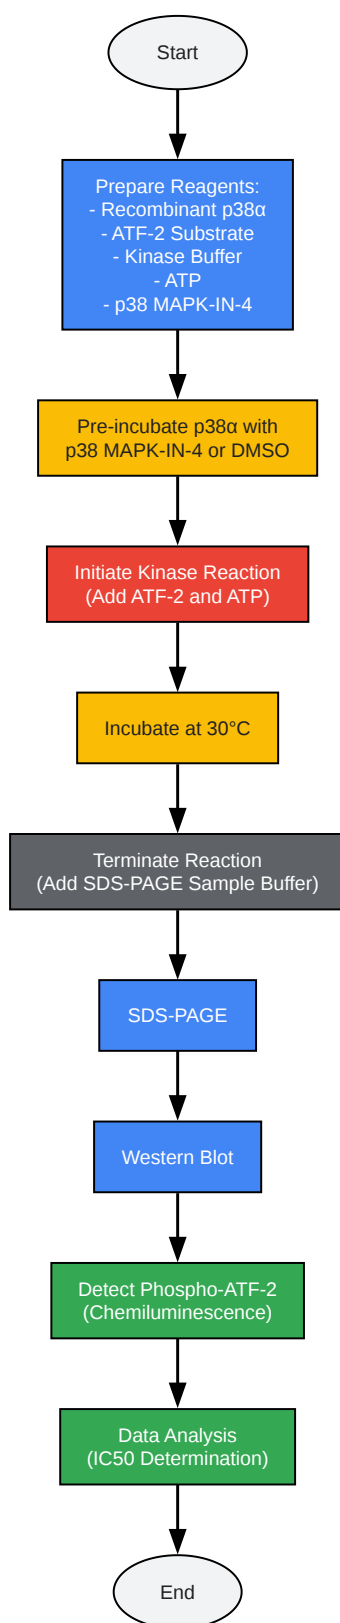 Start
Prepare Reagents:
- Recombinant p38α
- ATF-2 Substrate
- Kinase Buffer
- ATP
- p38 MAPK-IN-4
Pre-incubate p38α with
p38 MAPK-IN-4 or DMSO
Initiate Kinase Reaction
(Add ATF-2 and ATP)
Incubate at 30°C
Terminate Reaction
(Add SDS-PAGE Sample Buffer)
SDS-PAGE
Western Blot
Detect Phospho-ATF-2
(Chemiluminescence)
Data Analysis
(IC50 Determination)
End